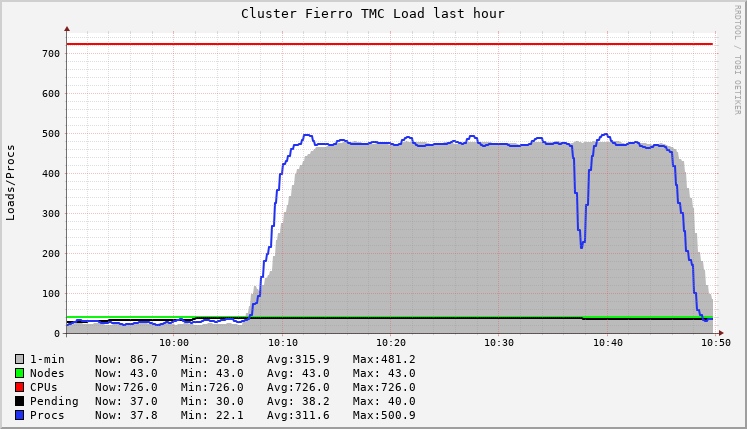 Cluster Fierro TMC Load last hour
RRDTOOL / TOBI OETIKER
Loads/Procs
700
600
500
400
300
200
100
0
10:00 10:10 10:20 10:30 10:40 10:50
1-min Now: 86.7 Min: 20.8 Avg:315.9 Max:481.2
Nodes Now: 43.0 Min: 43.0 Avg: 43.0 Max: 43.0
CPUs Now:726.0 Min:726.0 Avg:726.0 Max:726.0
Pending Now: 37.0 Min: 30.0 Avg: 38.2 Max: 40.0
Procs Now: 37.8 Min: 22.1 Avg:311.6 Max:500.9